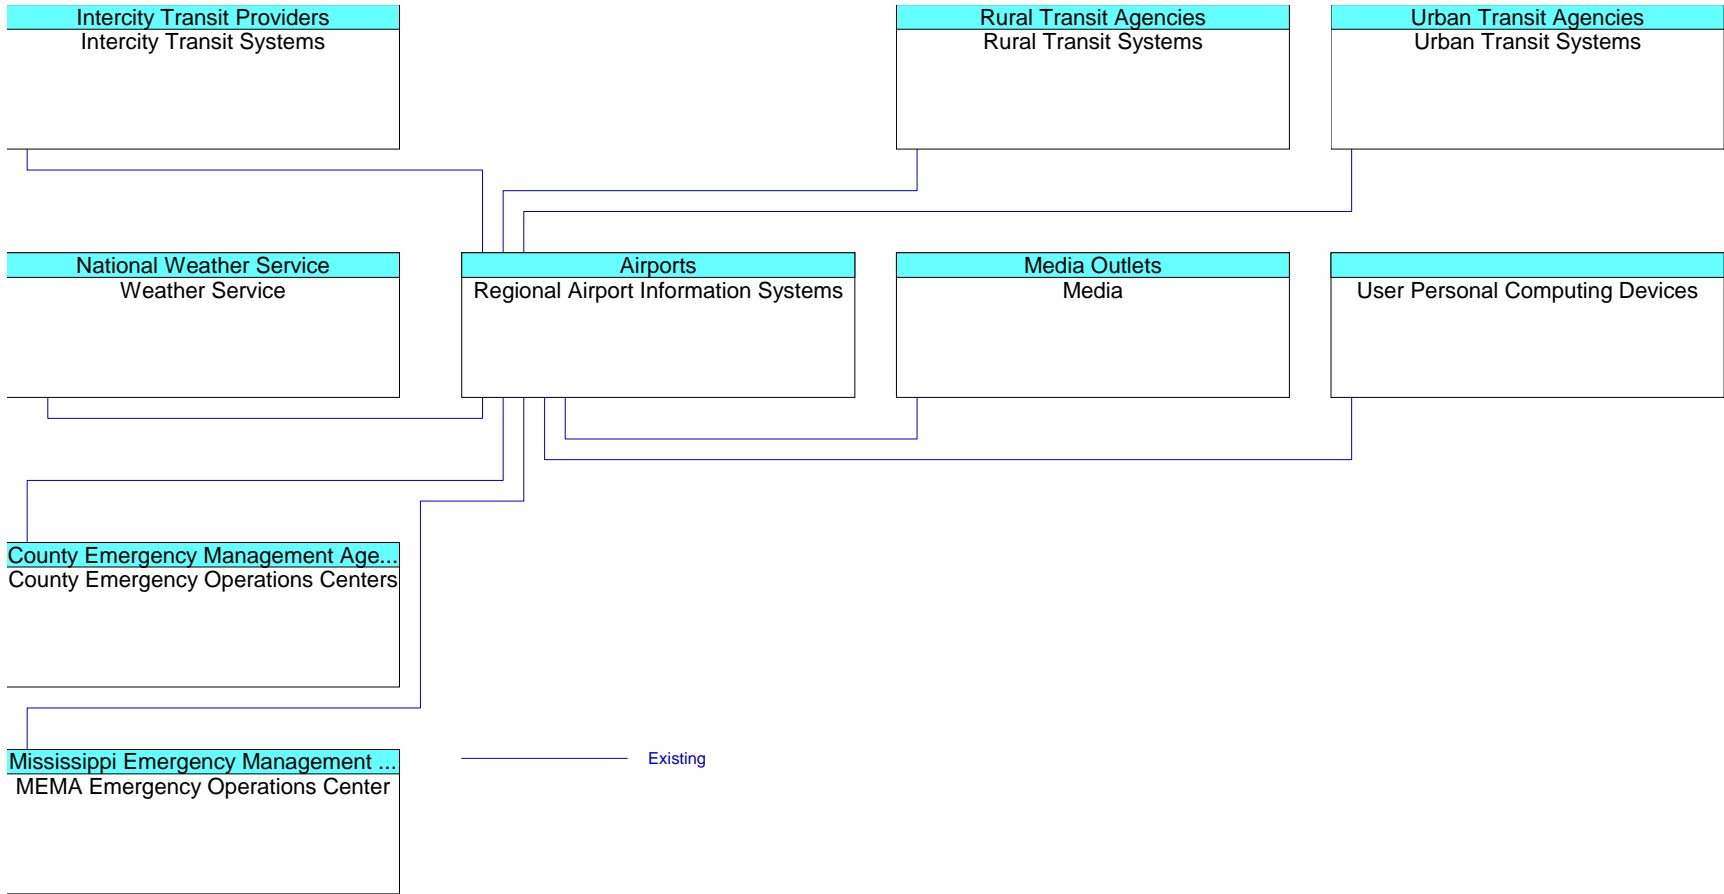 Intercity Transit Providers
Intercity Transit Systems
Rural Transit Agencies
Rural Transit Systems
Urban Transit Agencies
Urban Transit Systems
National Weather Service
Weather Service
Airports
Regional Airport Information Systems
Media Outlets
Media
User Personal Computing Devices
County Emergency Management Age...
County Emergency Operations Centers
Mississippi Emergency Management ...
MEMA Emergency Operations Center
Existing